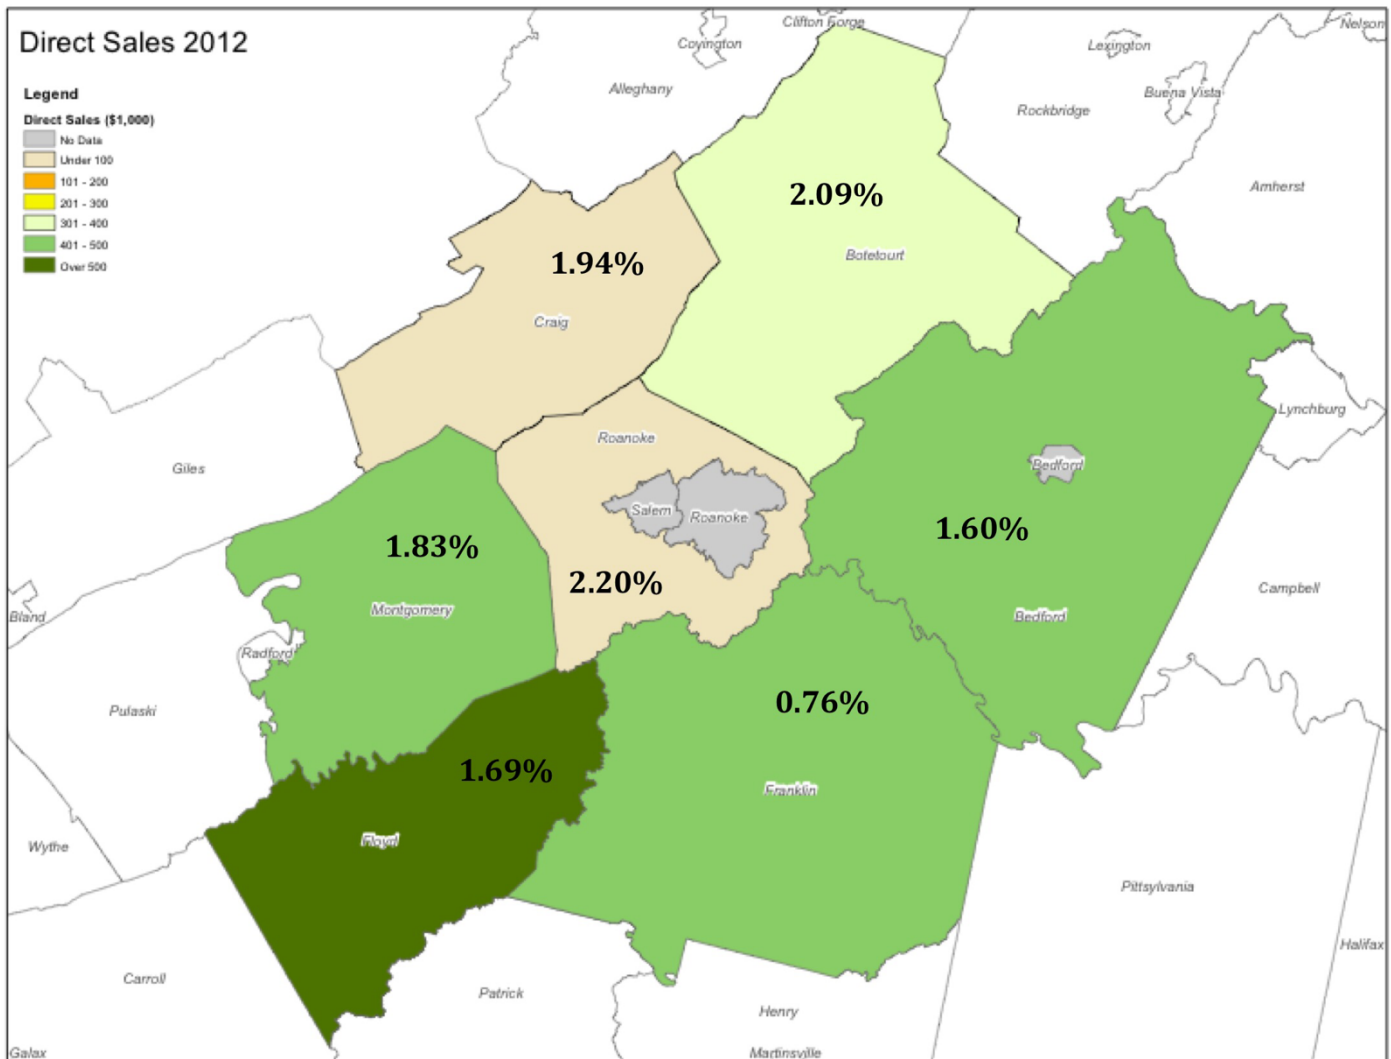 Direct Sales 2012
Legend
Direct Sales ($1,000)
No Data
Under 100
101 - 200
201 - 300
301 - 400
401 - 500
Over 500
Clifton Forge
Nelson
Covington
Lexington
Alleghany
Buena Vista
Rockbridge
2.09%
Amherst
Botetourt
1.94%
Craig
Lynchburg
Roanoke
Giles
Bedford
Salem
Roanoke
1.60%
1.83%
2.20%
Campbell
Montgomery
Bedford
Bland
Radford
0.76%
Pulaski
1.69%
Franklin
Floyd
Wythe
Pittsylvania
Halifax
Carroll
Patrick
Henry
Galax
Martinsville